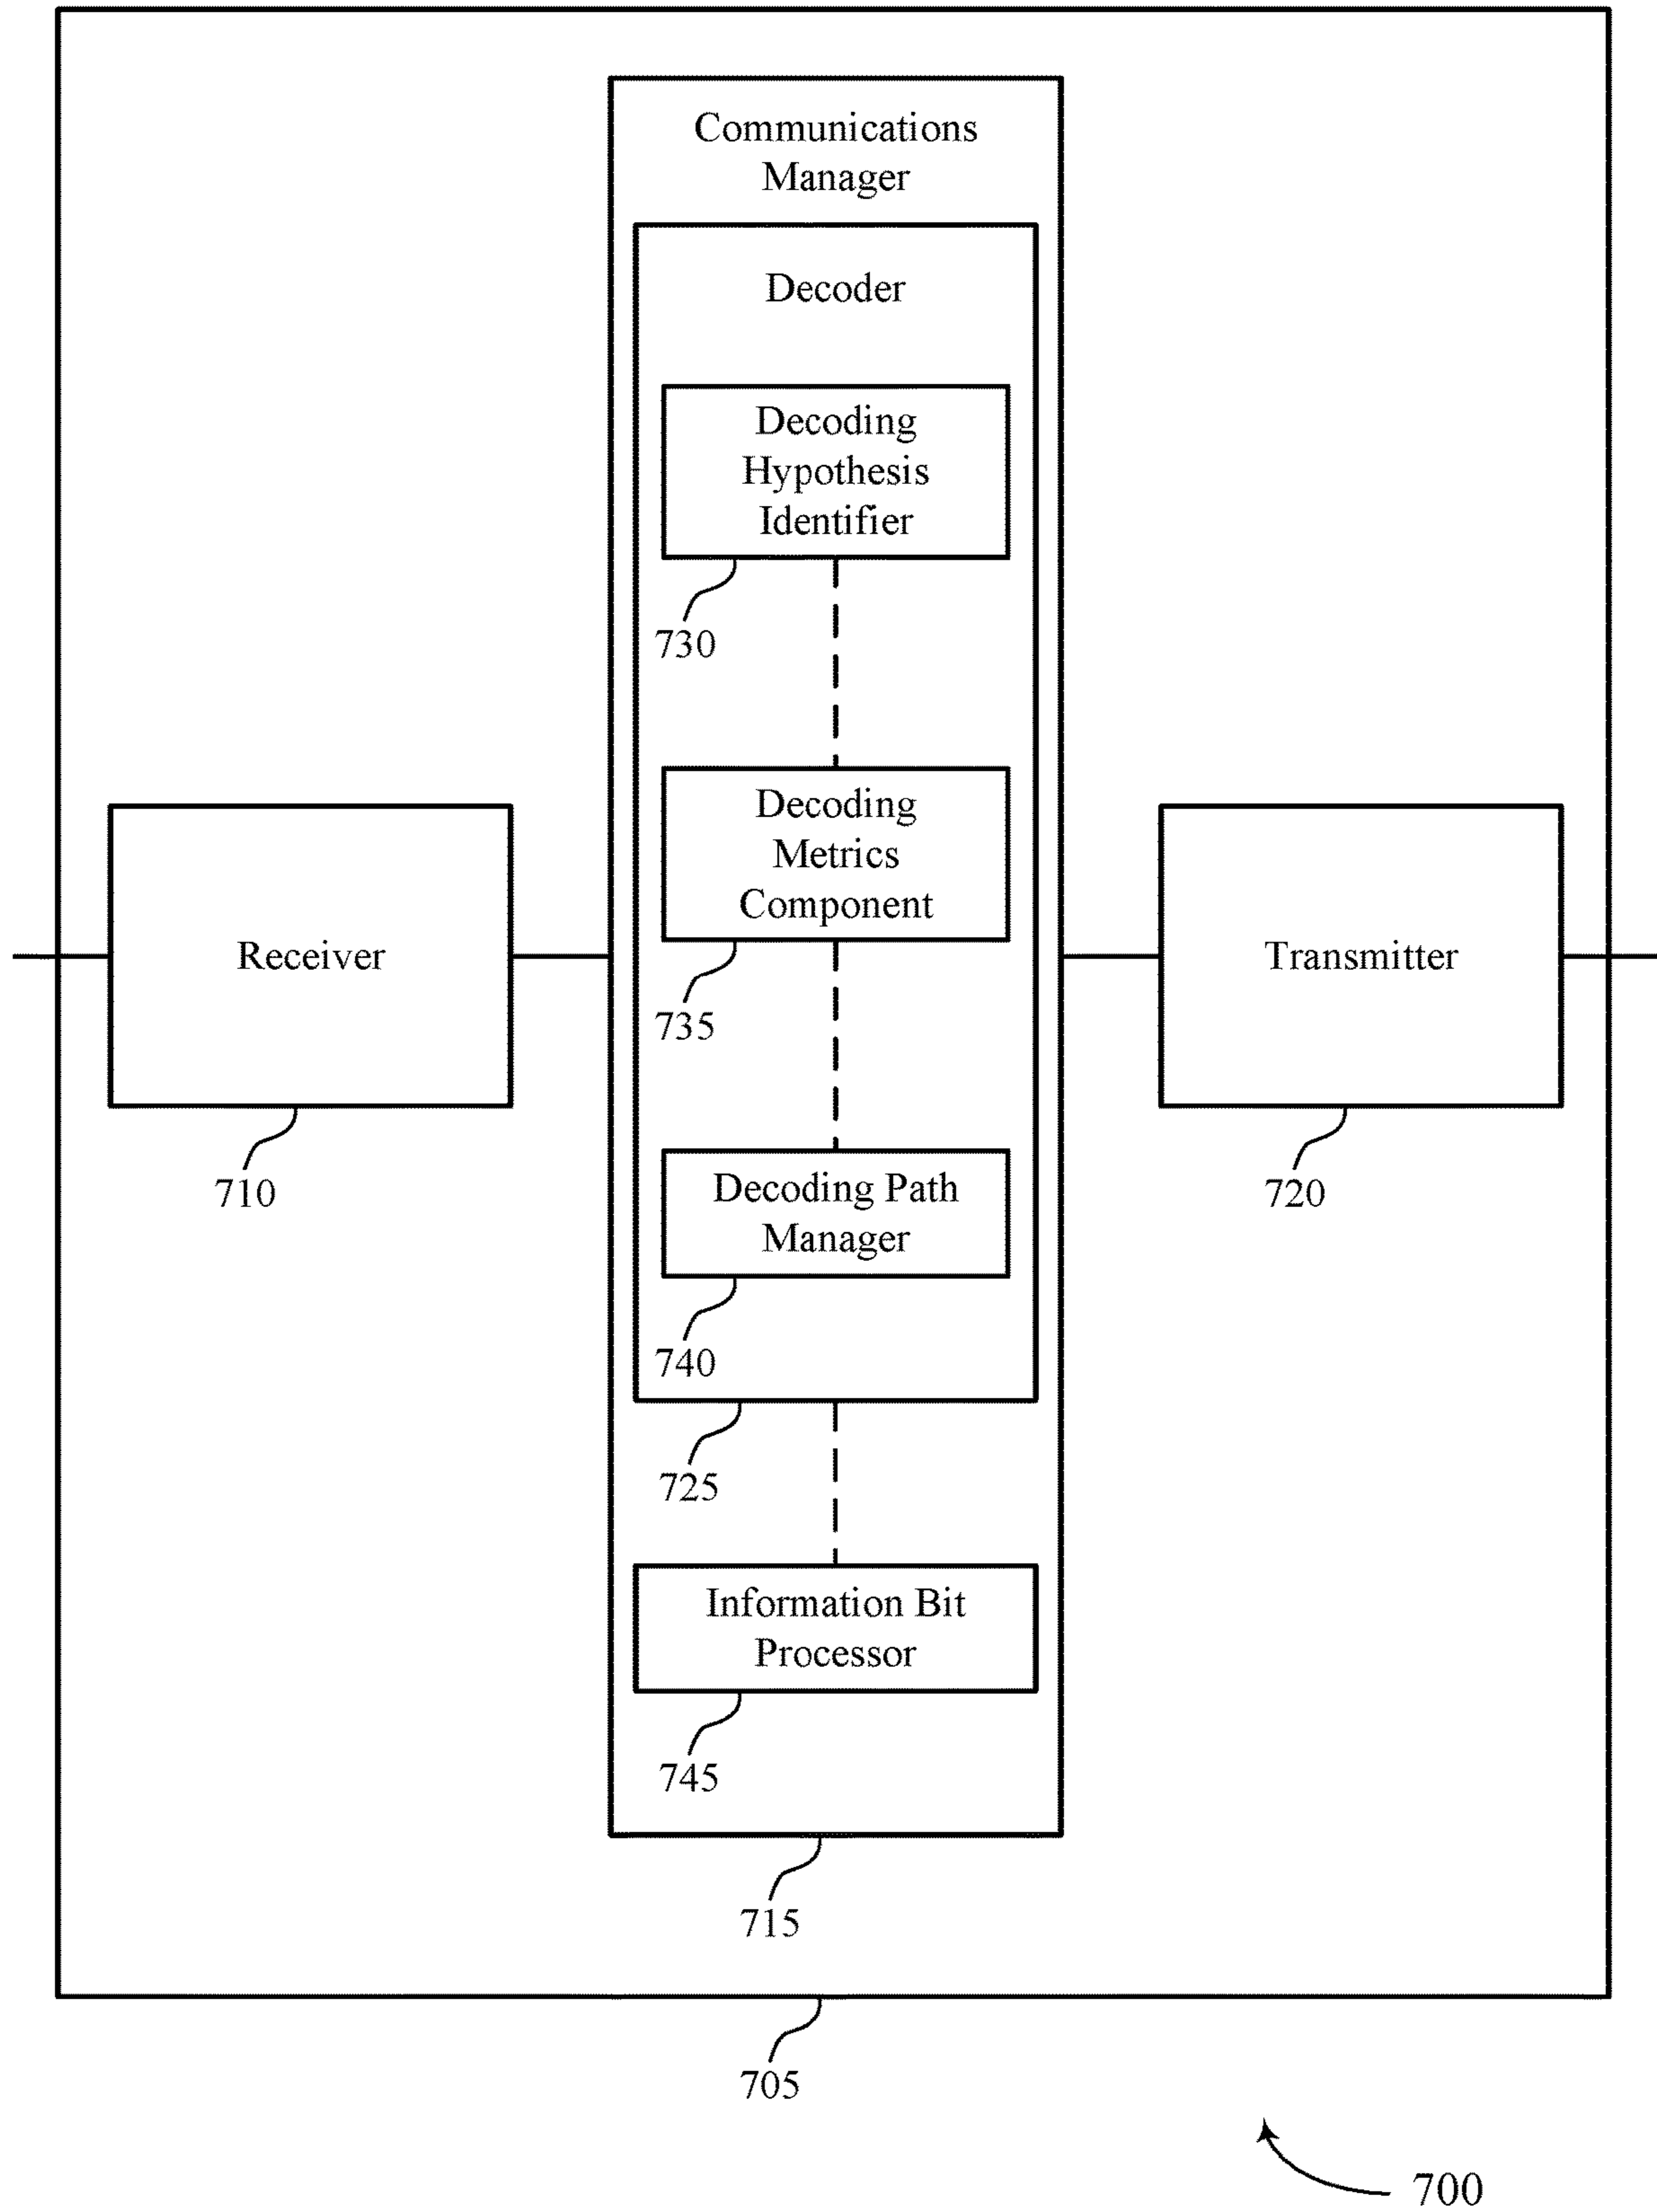 Communications
Manager
Decoder
Decoding
Hypothesis
Identifier
730
Decoding
Metrics
Component
735
Receiver
710
Transmitter
720
Decoding Path
Manager
740
725
Information Bit
Processor
745
715
705
700